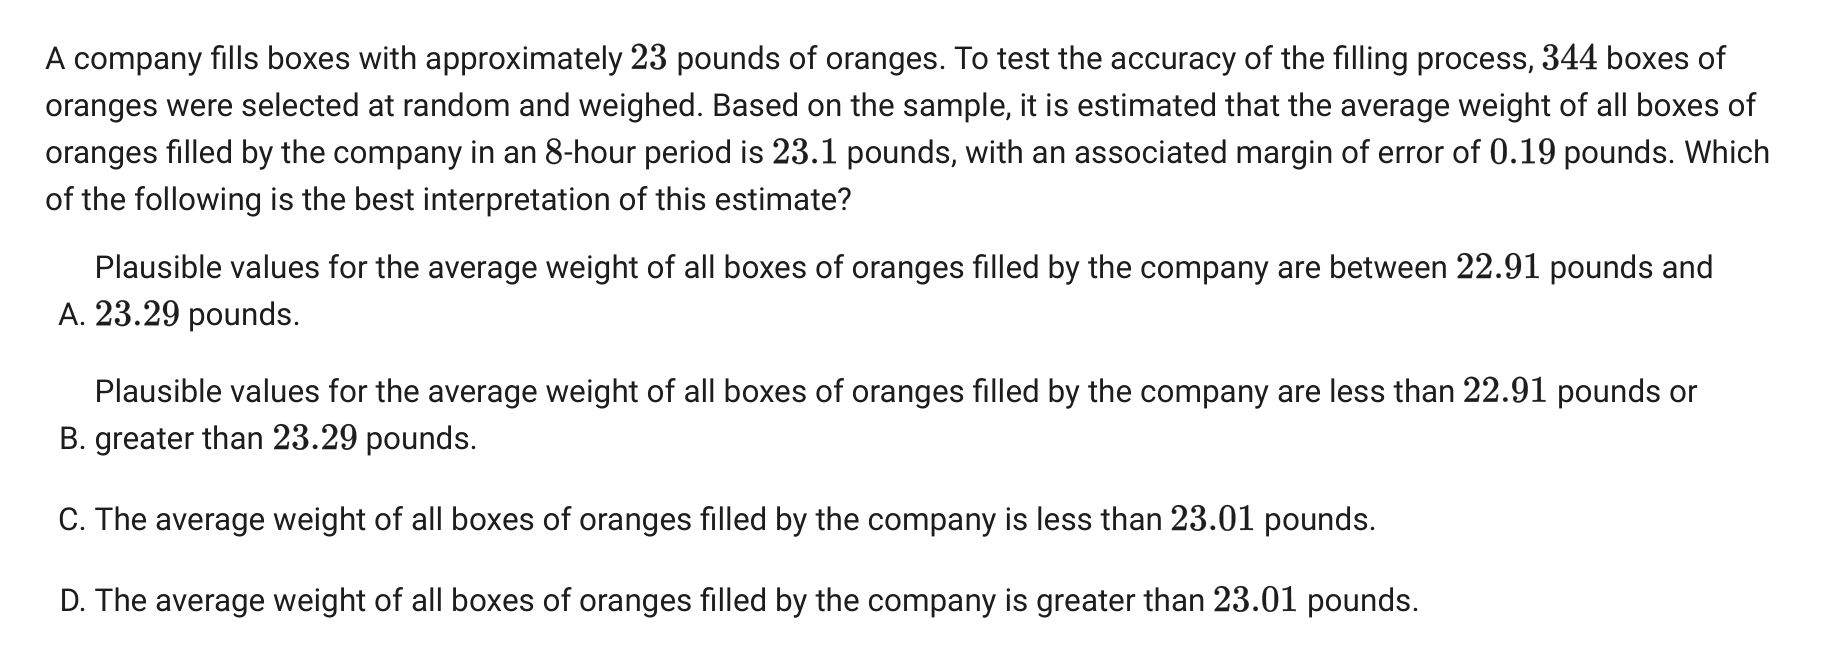 A company fills boxes with approximately 23 pounds of oranges. To test the accuracy of the filling process, 344 boxes of
oranges were selected at random and weighed. Based on the sample, it is estimated that the average weight of all boxes of
oranges filled by the company in an 8-hour period is 23.1 pounds, with an associated margin of error of 0.19 pounds. Which
of the following is the best interpretation of this estimate?
Plausible values for the average weight of all boxes of oranges filled by the company are between 22.91 pounds and
A. 23.29 pounds.
Plausible values for the average weight of all boxes of oranges filled by the company are less than 22.91 pounds or
B. greater than 23.29 pounds.
C. The average weight of all boxes of oranges filled by the company is less than 23.01 pounds.
D. The average weight of all boxes of oranges filled by the company is greater than 23.01 pounds.